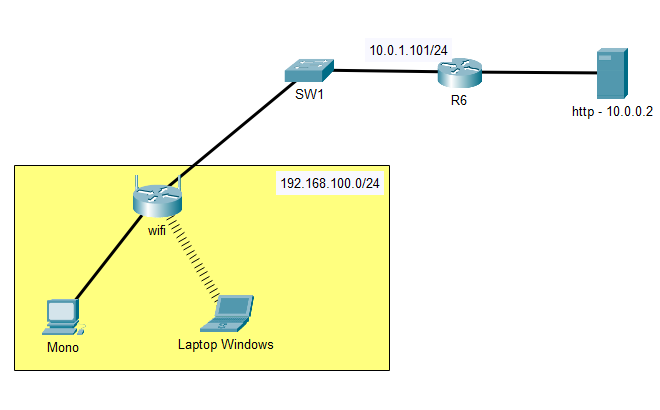 10.0.1.101/24
SW1
R6
http - 10.0.0.2
192.168.100.0/24
wifi
Mono
Laptop Windows